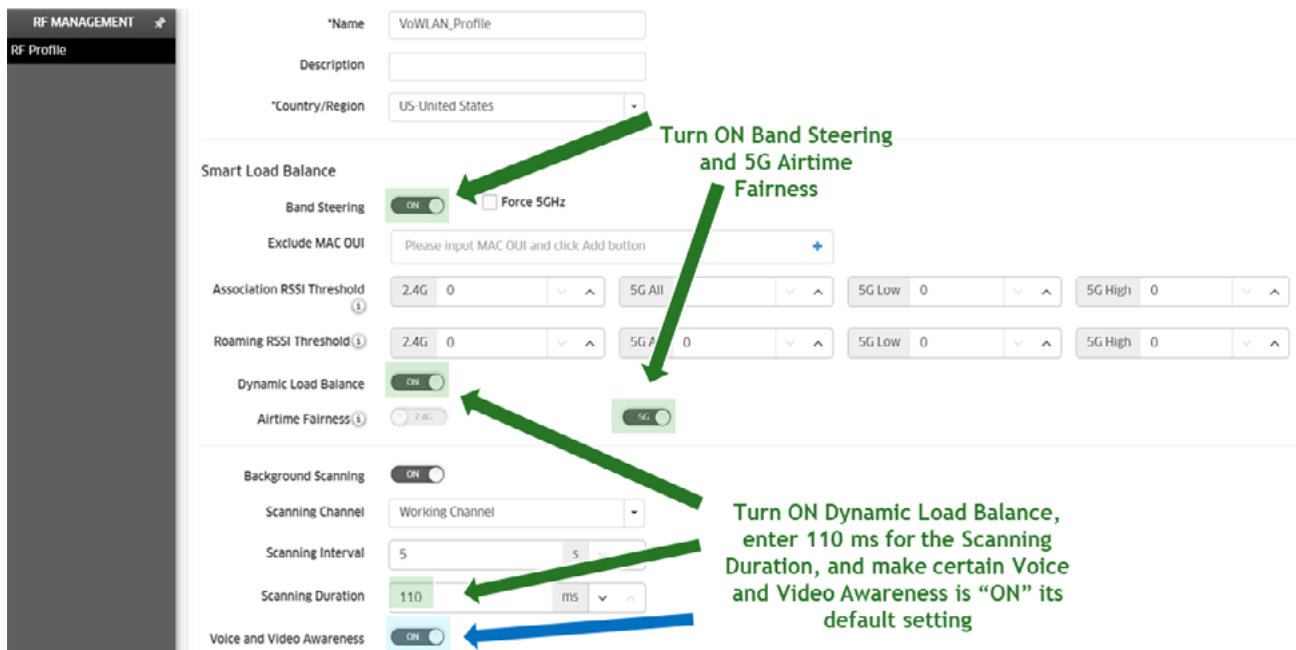 RF MANAGEMENT
RF Profile
*Name VoWLAN_Profile
Description
*Country/Region US-United States
Turn ON Band Steering
and 5G Airtime
Fairness
Smart Load Balance
Band Steering ON Force 5GHz
Exclude MAC OUI Please input MAC OUI and click Add button
Association RSSI Threshold 2.4G 0 5G All 5G Low 0 5G High 0
Roaming RSSI Threshold 2.4G 0 5G 0 5G Low 0 5G High 0
Dynamic Load Balance ON
Airtime Fairness 2.4G 5G
Background Scanning ON
Scanning Channel Working Channel
Scanning Interval 5 s
Scanning Duration 110 ms
Voice and Video Awareness ON
Turn ON Dynamic Load Balance,
enter 110 ms for the Scanning
Duration, and make certain Voice
and Video Awareness is “ON” its
default setting